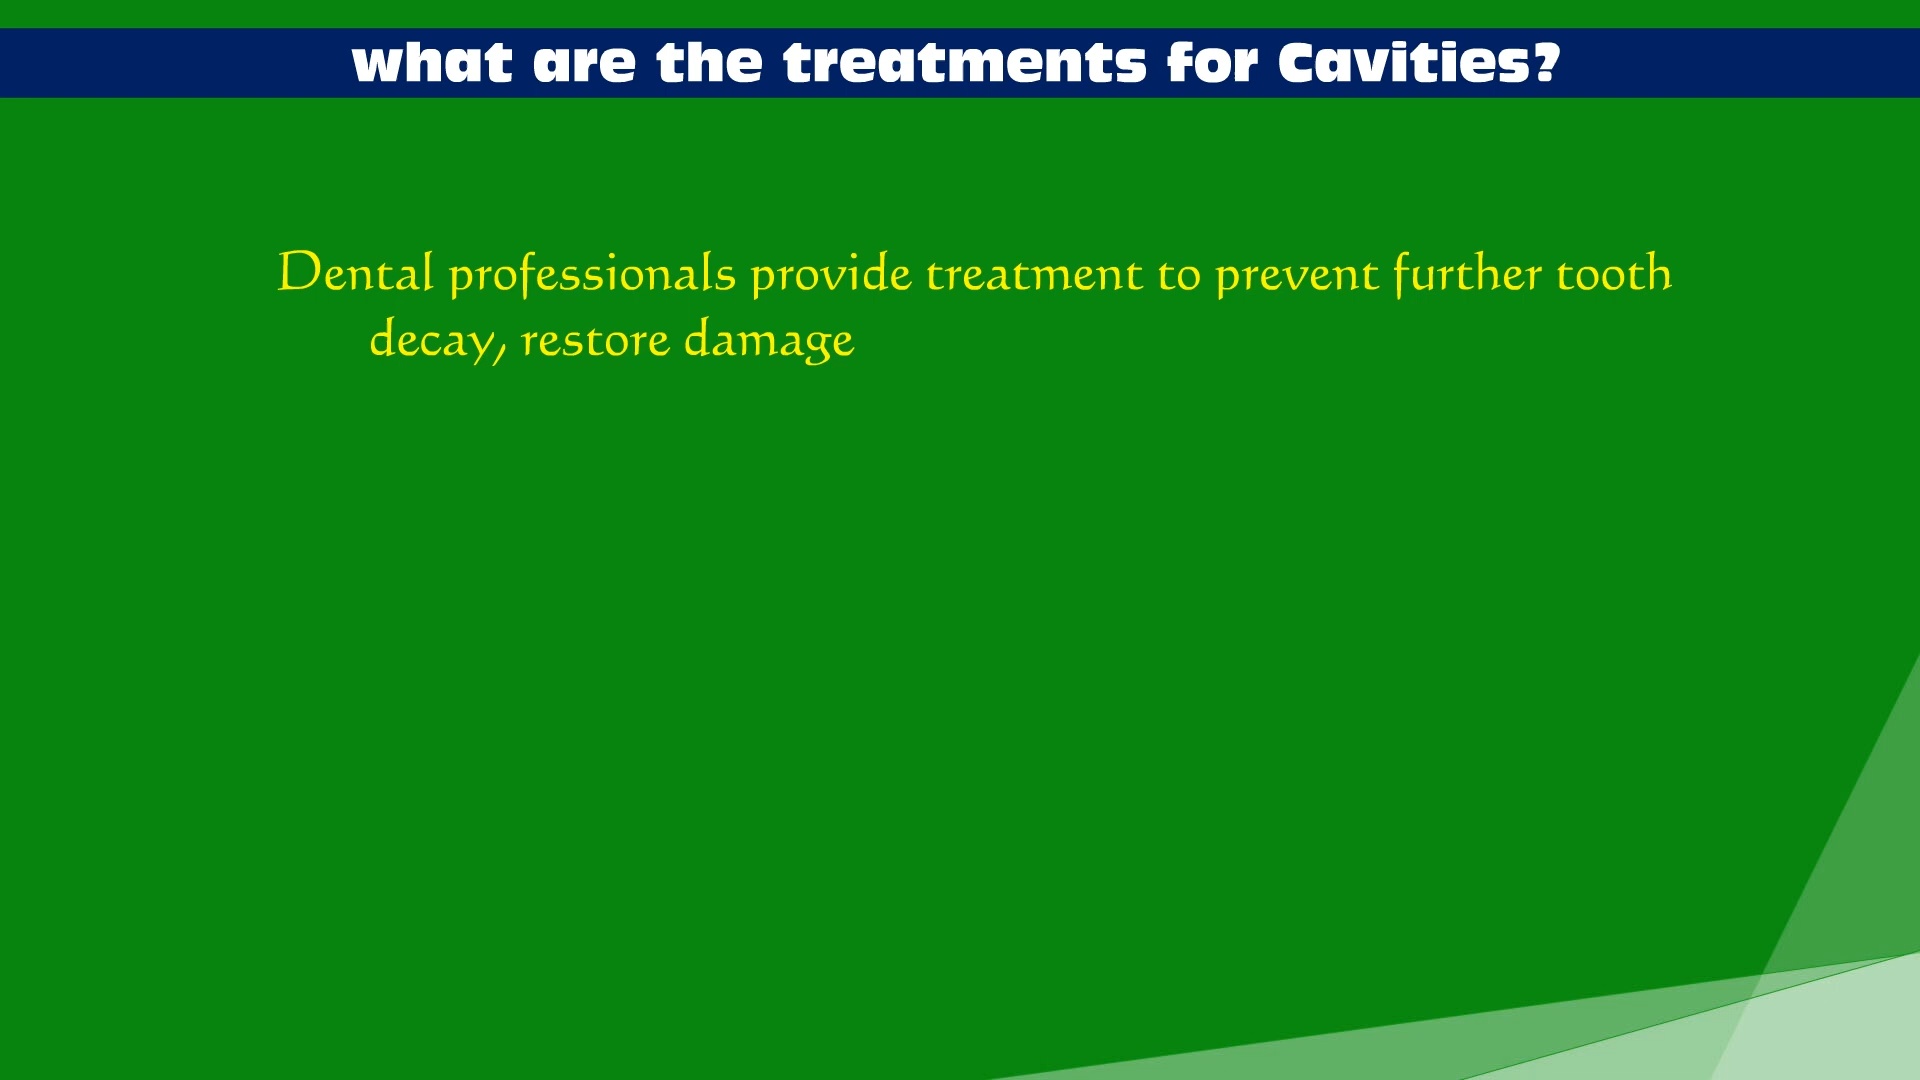 what are the treatments for Cavities?
Dental professionals provide treatment to prevent further tooth
decay, restore damage